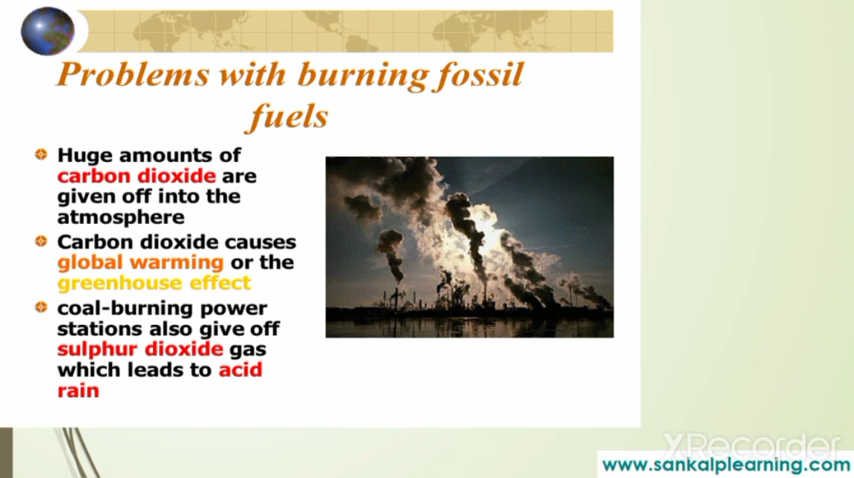 Problems with burning fossil
fuels
Huge amounts of
carbon dioxide are
given off into the
atmosphere
Carbon dioxide causes
global warming or the
greenhouse effect
coal-burning power
stations also give off
sulphur dioxide gas
which leads to acid
rain
XRecorder
www.sankalplearning.com